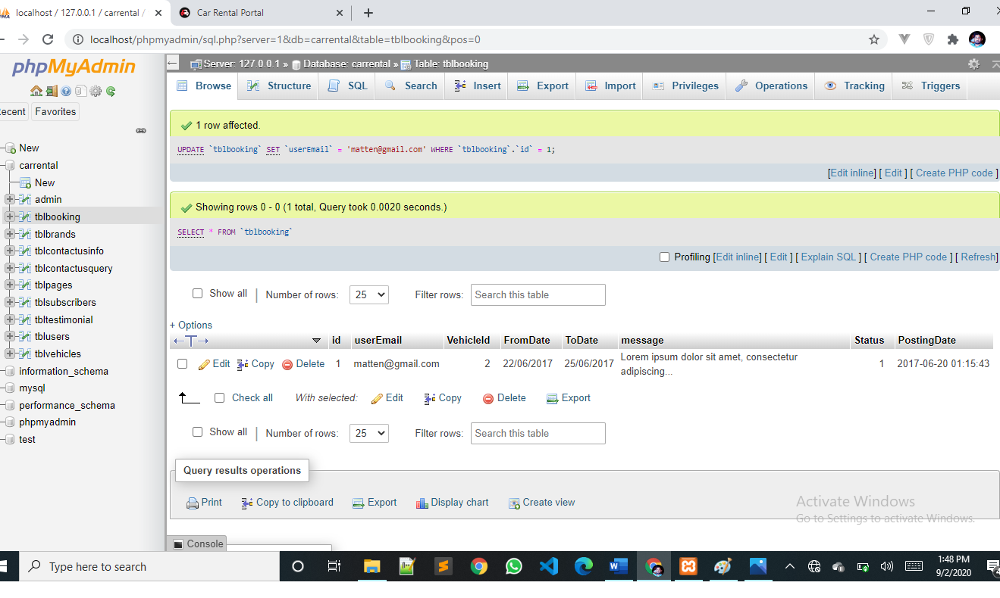 localhost / 127.0.0.1 / carrental /
Car Rental Portal
localhost/phpmyadmin/sql.php?server=1&db=carrental&table=tblbooking&pos=0
phpMyAdmin
Favorites
New
carrental
New
admin
tblbooking
tblbrands
tblcontactusinfo
tblcontactusquery
tblpages
tblsubscribers
tbltestimonial
tblusers
tblvehicles
information_schema
mysql
performance_schema
phpmyadmin
test
Server: 127.0.0.1 » Database: carrental » Table: tblbooking
Browse Structure SQL Search Insert Export Import Privileges Operations Tracking Triggers
1 row affected.
UPDATE `tblbooking` SET `userEmail` = 'matten@gmail.com' WHERE `tblbooking`.`id` = 1;
[Edit inline] [ Edit ] [ Create PHP code ]
Showing rows 0 - 0 (1 total, Query took 0.0020 seconds.)
SELECT * FROM `tblbooking`
Profiling [Edit inline] [ Edit ] [ Explain SQL ] [ Create PHP code ] [ Refresh]
Show all | Number of rows: 25 Filter rows: Search this table
+ Options
←T→ id userEmail VehicleId FromDate ToDate message Status PostingDate
Edit Copy Delete 1 matten@gmail.com 2 22/06/2017 25/06/2017 Lorem ipsum dolor sit amet, consectetur 1 2017-06-20 01:15:43
adipiscing...
Check all With selected: Edit Copy Delete Export
Show all | Number of rows: 25 Filter rows: Search this table
Query results operations
Print Copy to clipboard Export Display chart Create view
Activate Windows
Go to Settings to activate Windows.
Console
Type here to search
1:48 PM
9/2/2020